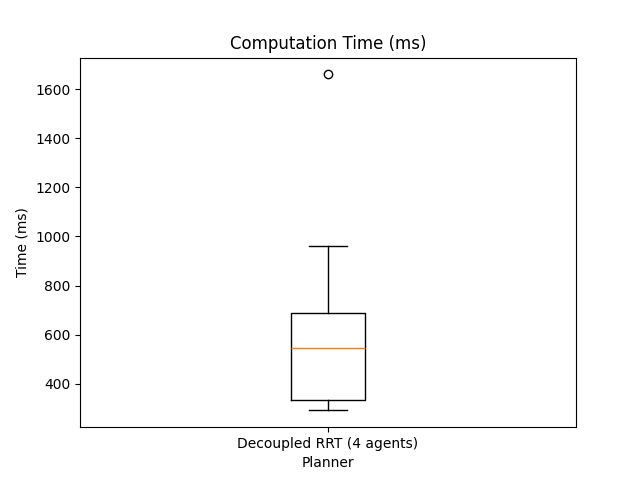 Computation Time (ms)
1600
1400
1200
1000
800
600
400
Time (ms)
Decoupled RRT (4 agents)
Planner